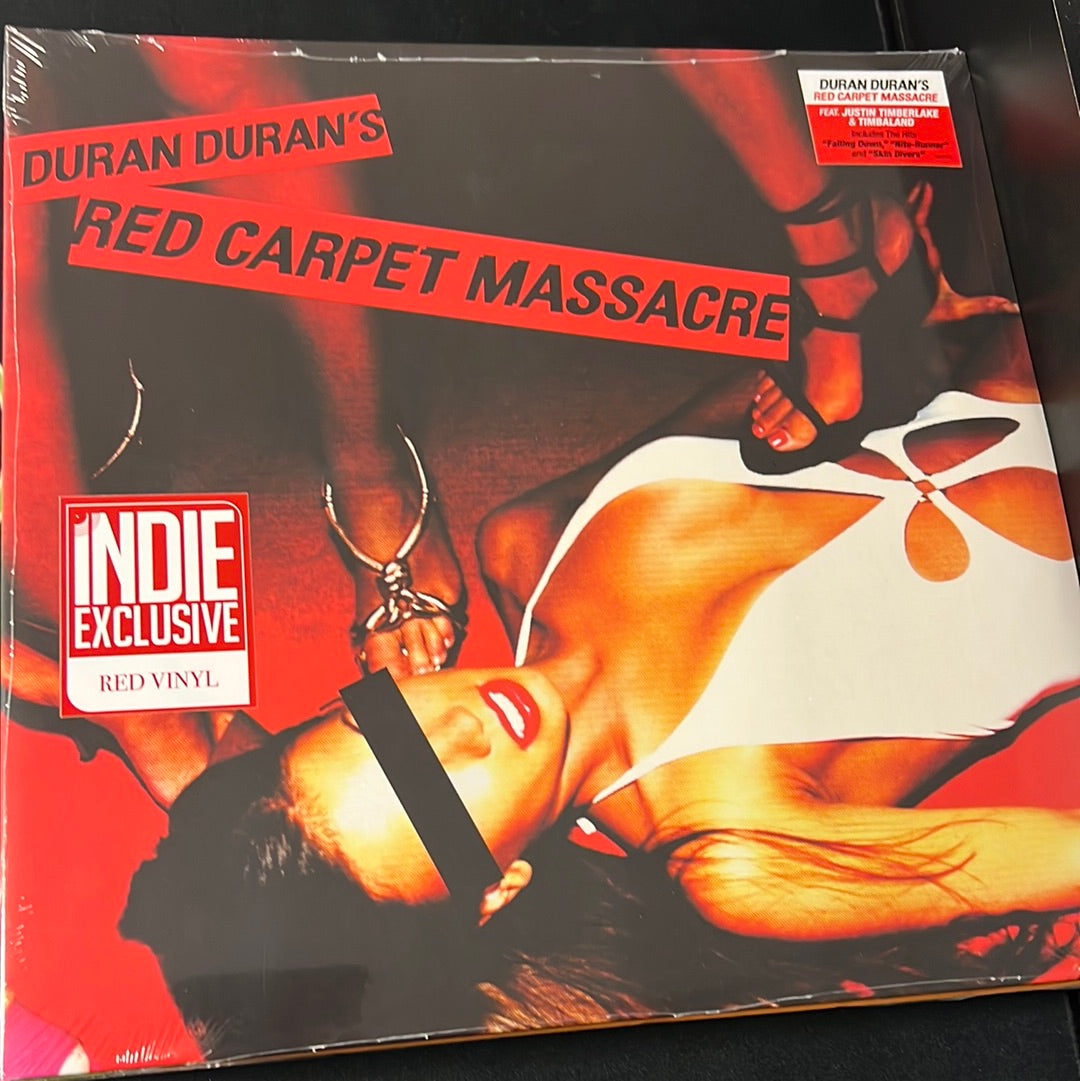 DURAN DURAN'S
RED CARPET MASSACRE
DURAN DURAN'S
RED CARPET MASSACRE
FEAT. JUSTIN TIMBERLAKE
& TIMBALAND
Includes The Hits
"Falling Down," "Nite-Runner"
and "Skin Divers"
INDIE
EXCLUSIVE
RED VINYL